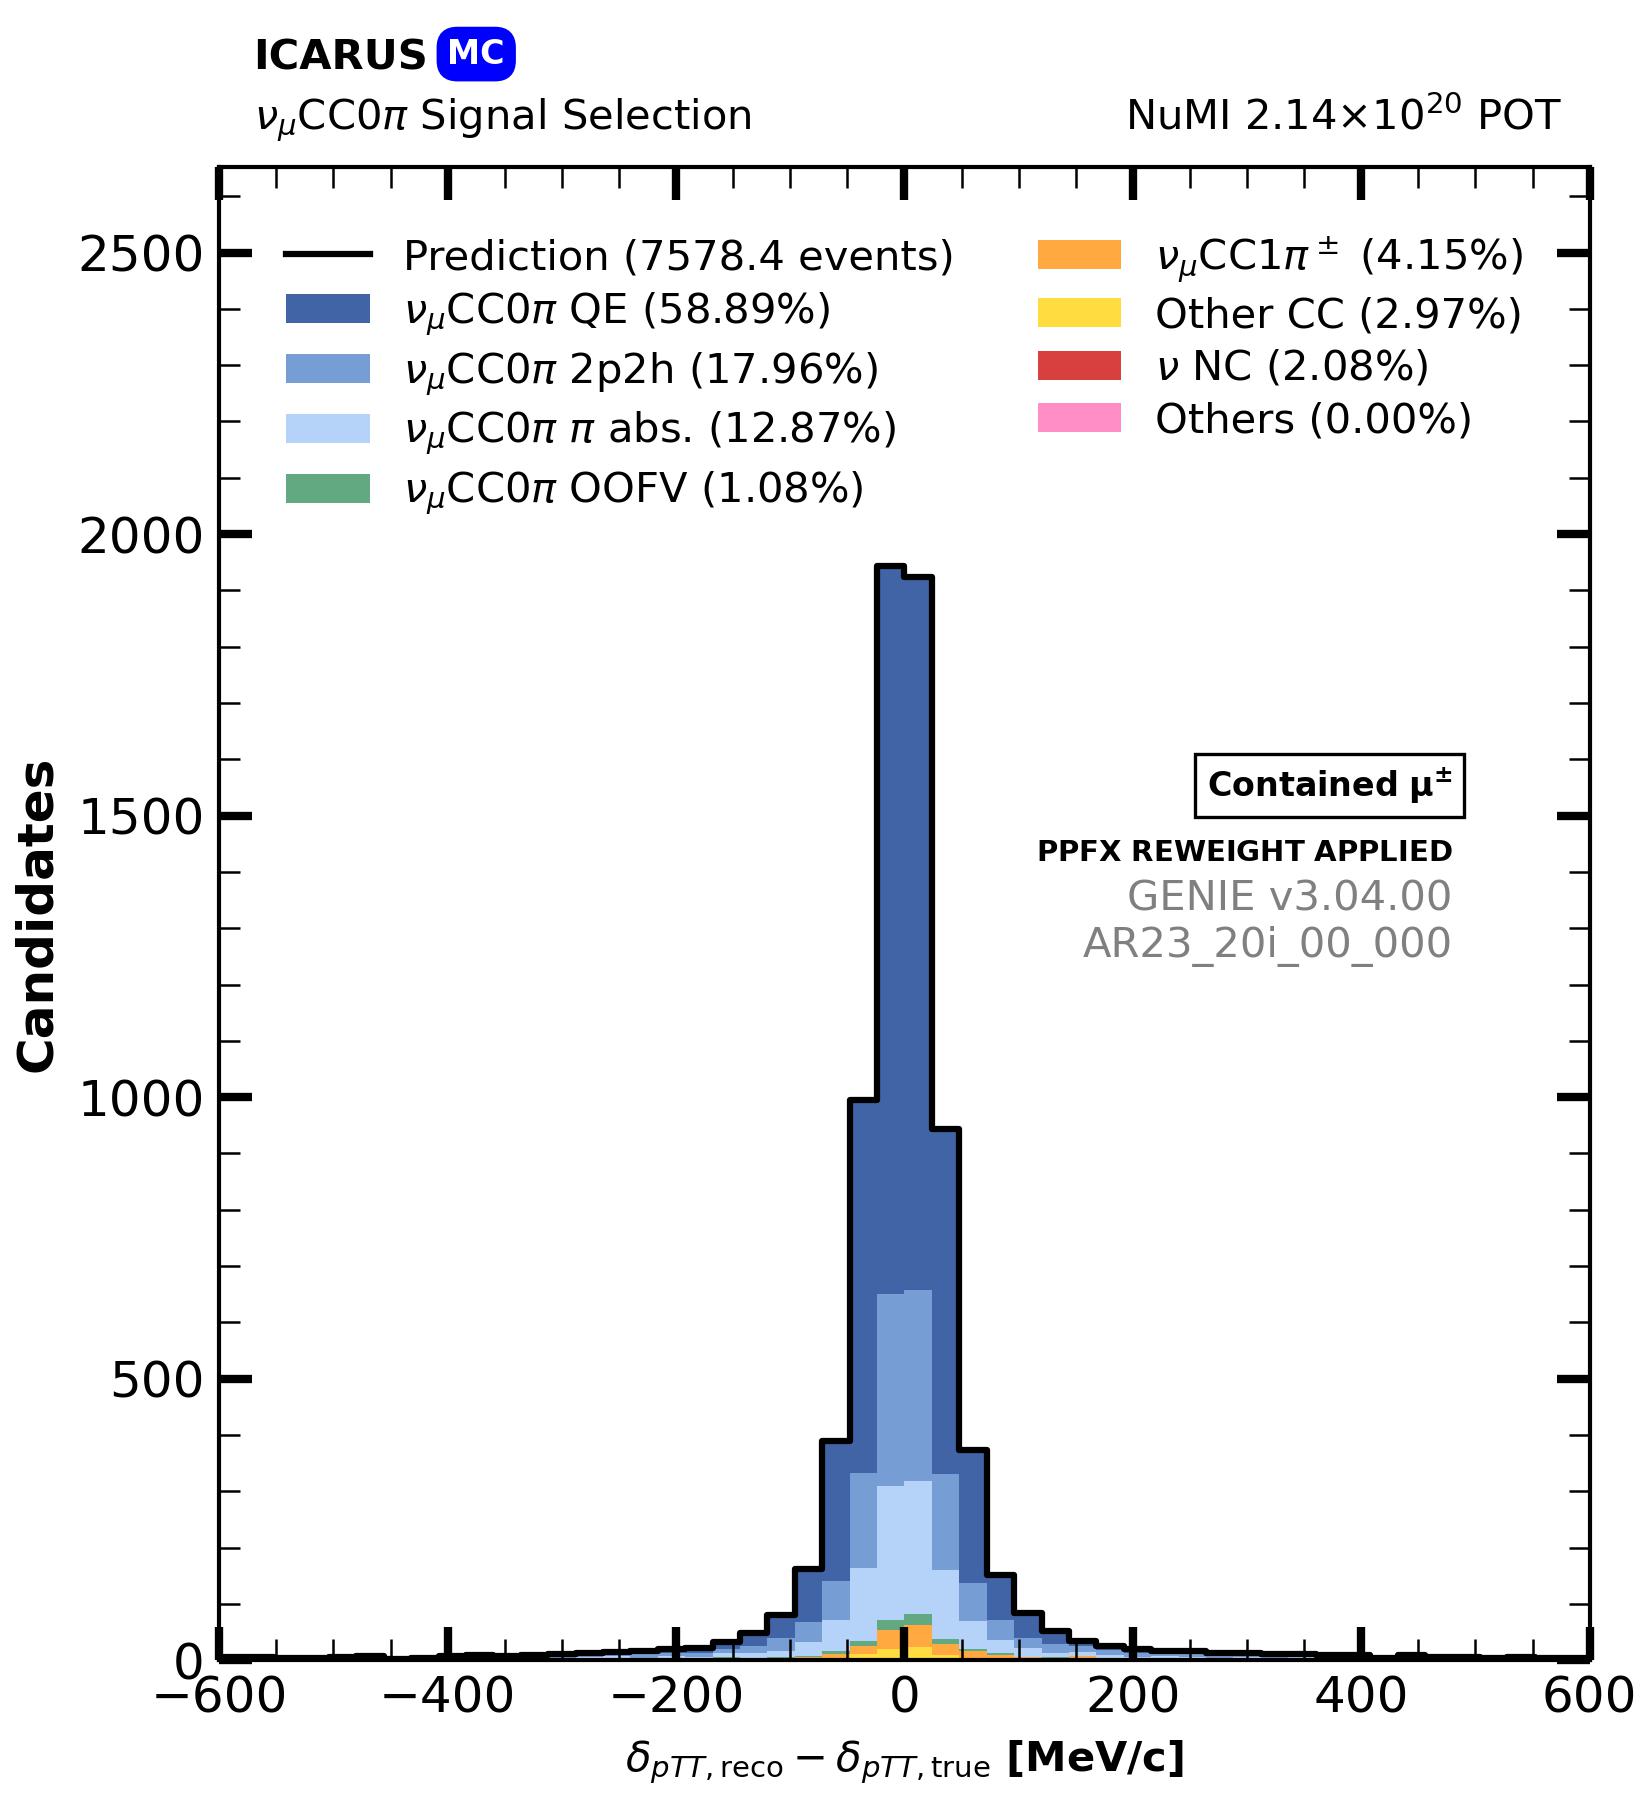 ICARUS MC
νμCC0π Signal Selection
NuMI 2.14×10²⁰ POT
Prediction (7578.4 events)
νμCC0π QE (58.89%)
νμCC0π 2p2h (17.96%)
νμCC0π π abs. (12.87%)
νμCC0π OOFV (1.08%)
νμCC1π± (4.15%)
Other CC (2.97%)
ν NC (2.08%)
Others (0.00%)
Contained μ±
PPFX REWEIGHT APPLIED
GENIE v3.04.00
AR23_20i_00_000
Candidates
2500
2000
1500
1000
500
0
−600 −400 −200 0 200 400 600
δpTT, reco − δpTT, true [MeV/c]